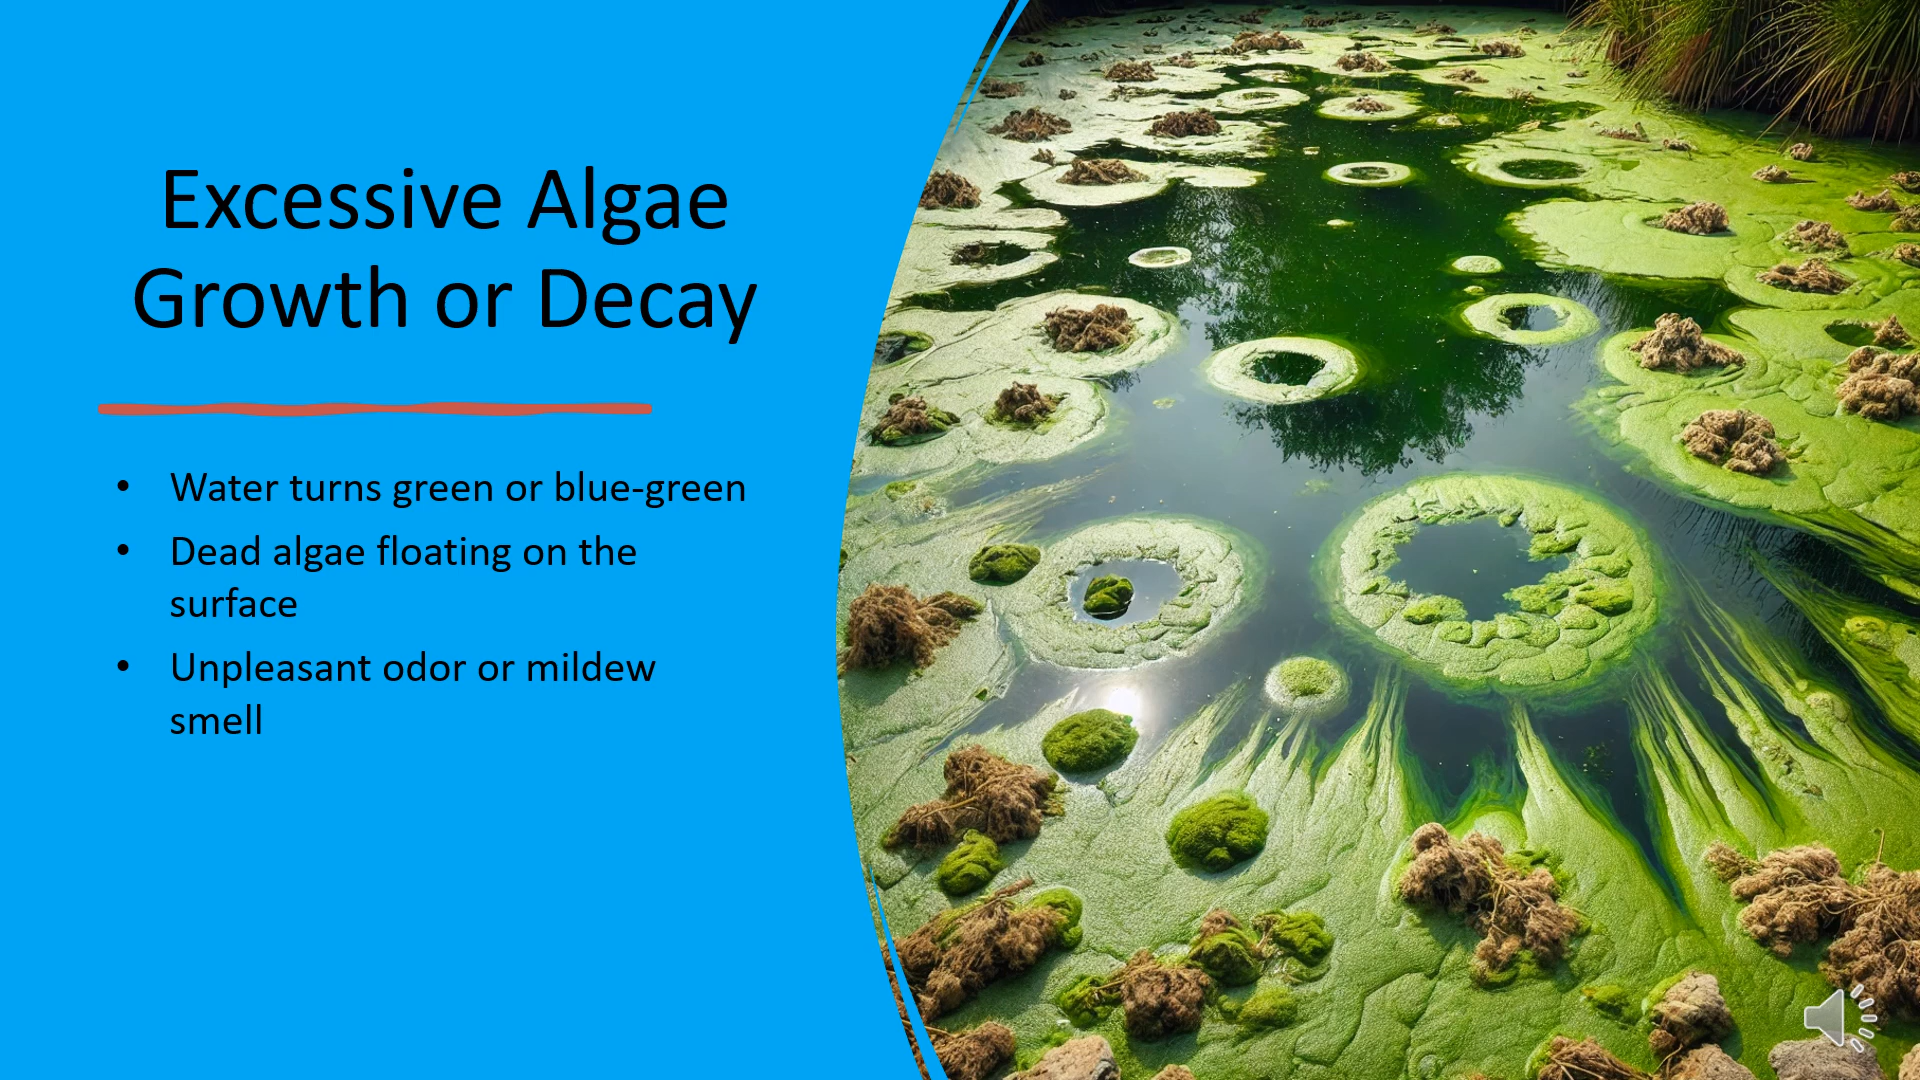 Excessive Algae
Growth or Decay
• Water turns green or blue-green
• Dead algae floating on the
surface
• Unpleasant odor or mildew
smell